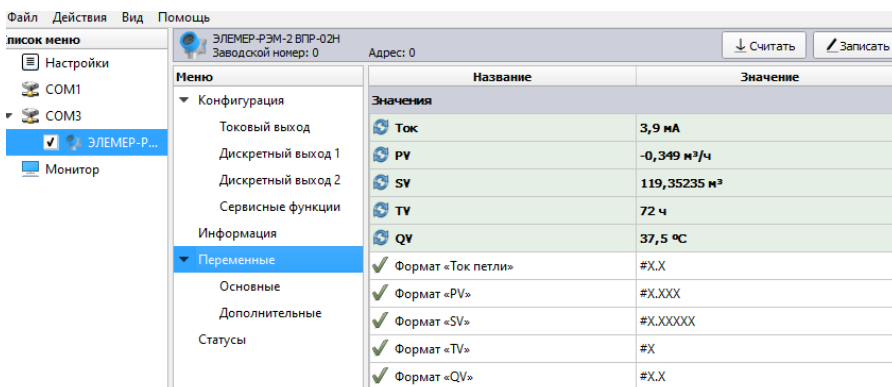 Файл Действия Вид Помощь
Список меню
Настройки
COM1
COM3
ЭЛЕМЕР-Р...
Монитор
ЭЛЕМЕР-РЭМ-2 ВПР-02Н
Заводской номер: 0 Адрес: 0
Считать Записать
Меню
Конфигурация
Токовый выход
Дискретный выход 1
Дискретный выход 2
Сервисные функции
Информация
Переменные
Основные
Дополнительные
Статусы
Название Значение
Значения
Ток 3,9 мА
PV -0,349 м³/ч
SV 119,35235 м³
TV 72 ч
QV 37,5 ºC
Формат «Ток петли» #X.X
Формат «PV» #X.XXX
Формат «SV» #X.XXXXX
Формат «TV» #X
Формат «QV» #X.X